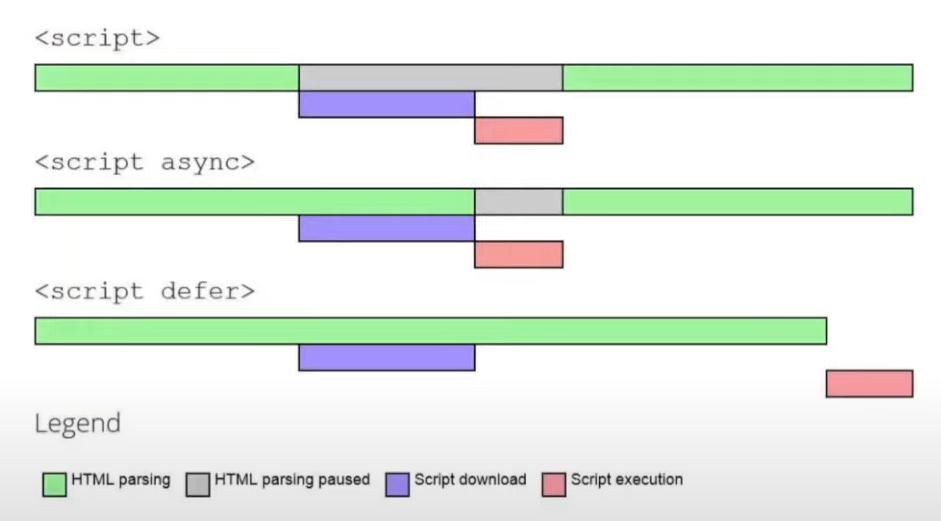 <script>
<script async>
<script defer>
Legend
HTML parsing HTML parsing paused Script download Script execution